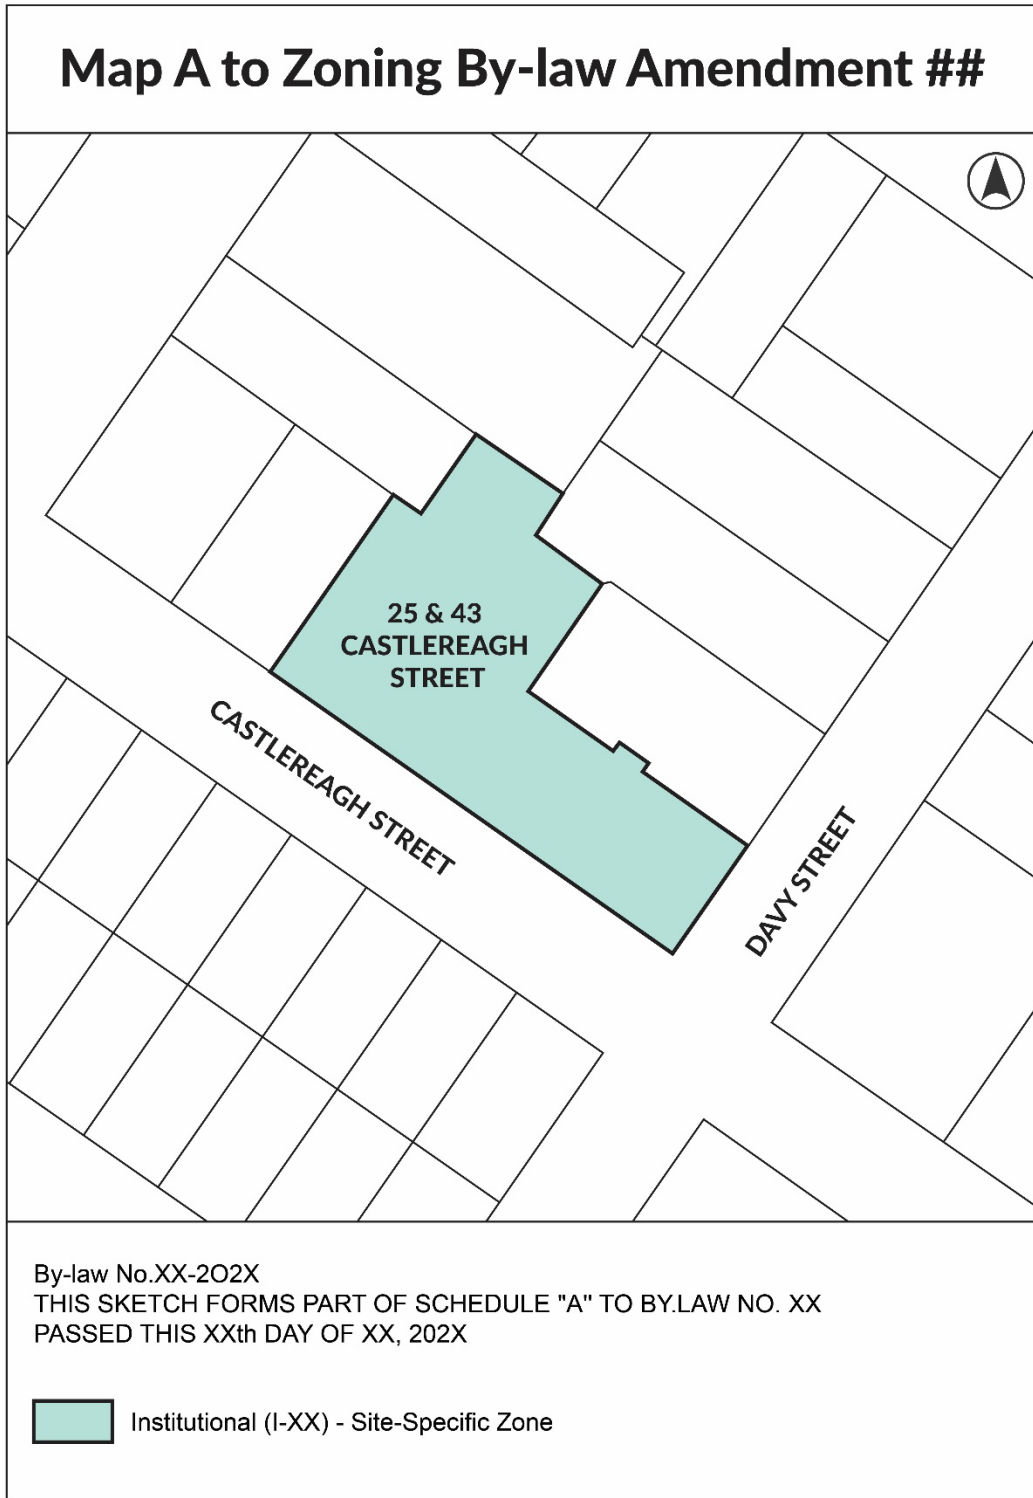 Map A to Zoning By-law Amendment ##
25 & 43
CASTLEREAGH
STREET
CASTLEREAGH STREET
DAVY STREET
By-law No.XX-2O2X
THIS SKETCH FORMS PART OF SCHEDULE "A" TO BY.LAW NO. XX
PASSED THIS XXth DAY OF XX, 202X
Institutional (I-XX) - Site-Specific Zone